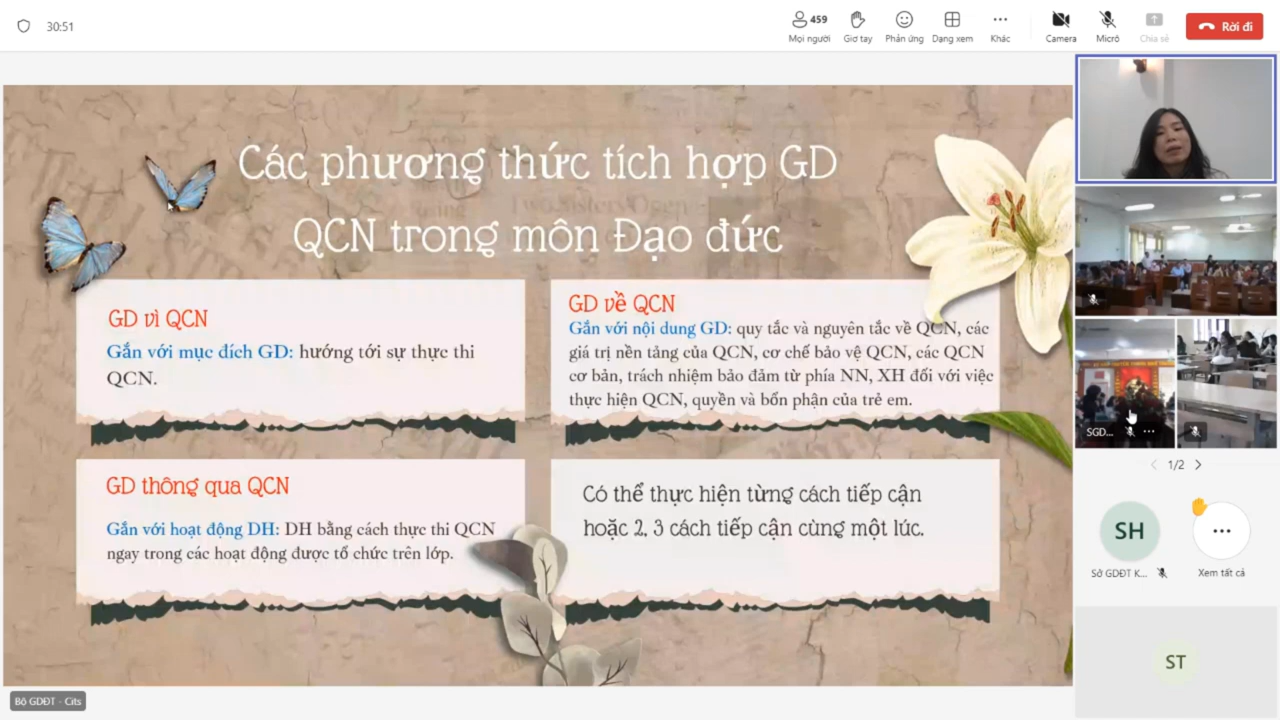 30:51
459
Mọi người
Giơ tay
Phản ứng
Dạng xem
Khác
Camera
Micrô
Chia sẻ
Rời đi
Các phương thức tích hợp GD
QCN trong môn Đạo đức
GD vì QCN
Gắn với mục đích GD: hướng tới sự thực thi
QCN.
GD về QCN
Gắn với nội dung GD: quy tắc và nguyên tắc về QCN, các
giá trị nền tảng của QCN, cơ chế bảo vệ QCN, các QCN
cơ bản, trách nhiệm bảo đảm từ phía NN, XH đối với việc
thực hiện QCN, quyền và bổn phận của trẻ em.
GD thông qua QCN
Gắn với hoạt động DH: DH bằng cách thực thi QCN
ngay trong các hoạt động được tổ chức trên lớp.
Có thể thực hiện từng cách tiếp cận
hoặc 2, 3 cách tiếp cận cùng một lúc.
SGD...
1/2
SH
Sở GDĐT K...
Xem tất cả
ST
Bộ GDĐT - Cits